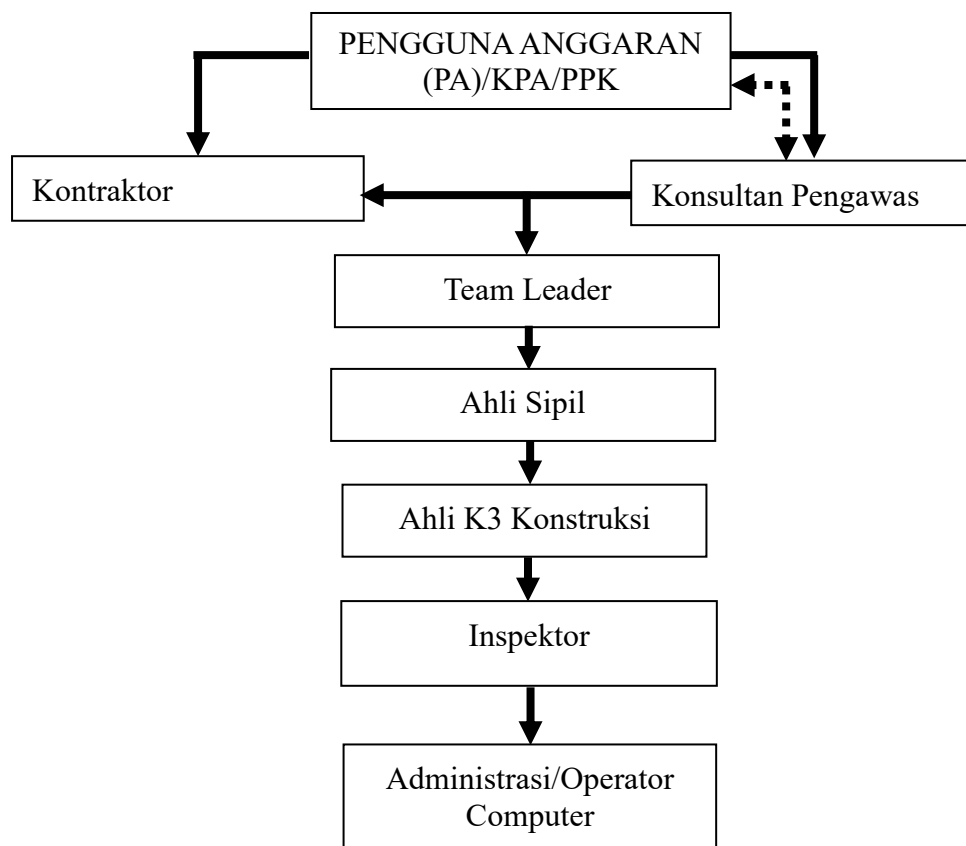 PENGGUNA ANGGARAN
(PA)/KPA/PPK
Kontraktor
Konsultan Pengawas
Team Leader
Ahli Sipil
Ahli K3 Konstruksi
Inspektor
Administrasi/Operator
Computer